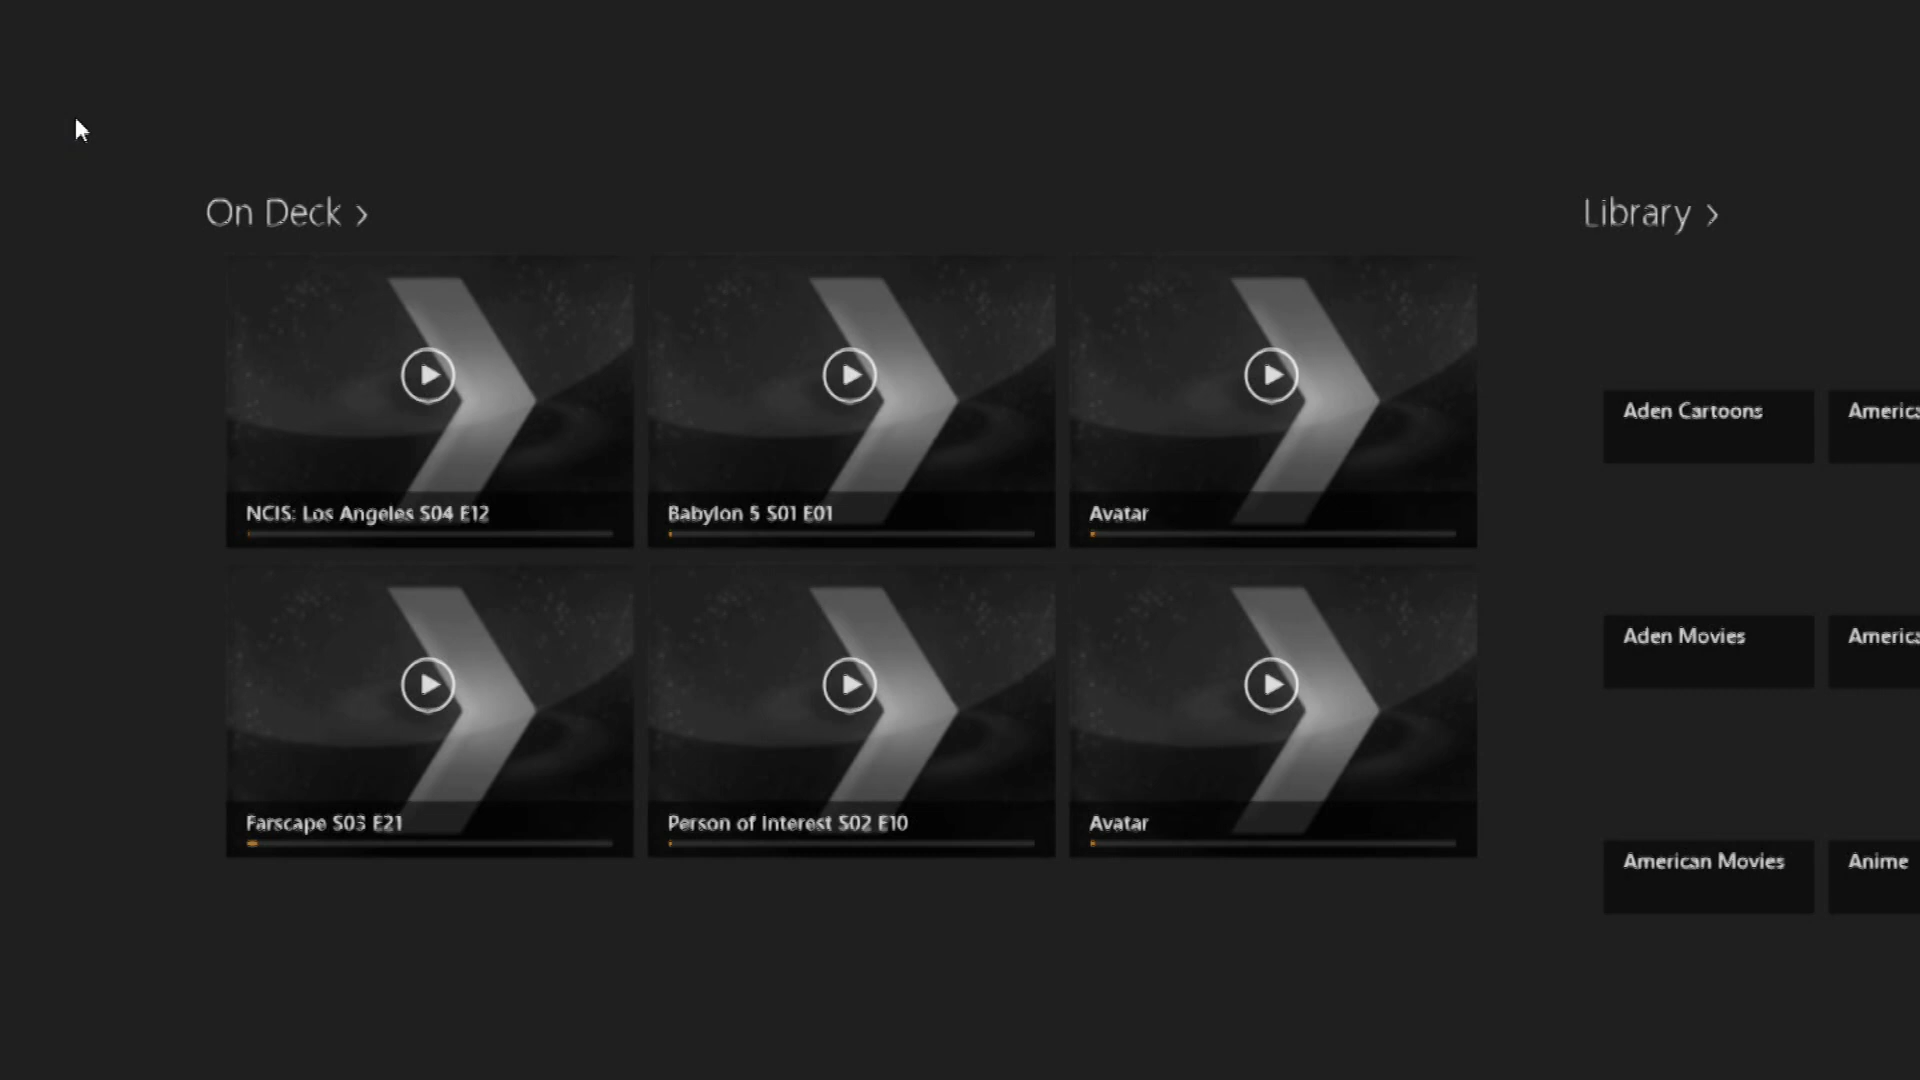 On Deck
Library
NCIS: Los Angeles S04 E12
Babylon 5 S01 E01
Avatar
Farscape S03 E21
Person of Interest S02 E10
Avatar
Aden Cartoons
Aden Movies
American Movies
Anime